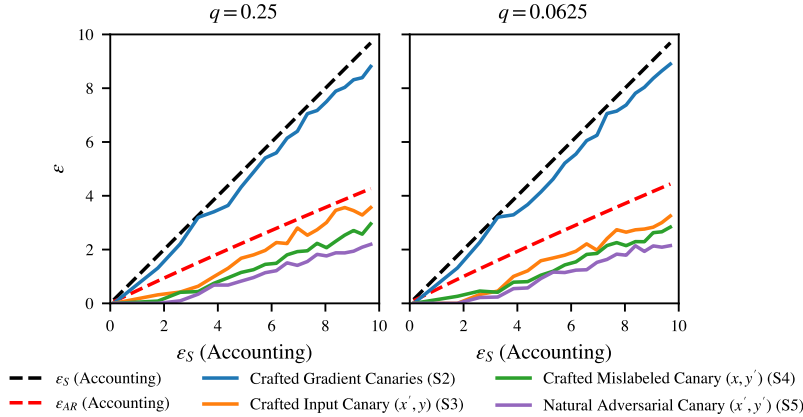 q = 0.25
q = 0.0625
10
8
6
4
2
0
ε
0 2 4 6 8 10
0 2 4 6 8 10
ε_S (Accounting)
ε_S (Accounting)
ε_S (Accounting)
Crafted Gradient Canaries (S2)
Crafted Mislabeled Canary (x, y′) (S4)
ε_AR (Accounting)
Crafted Input Canary (x′, y) (S3)
Natural Adversarial Canary (x′, y′) (S5)